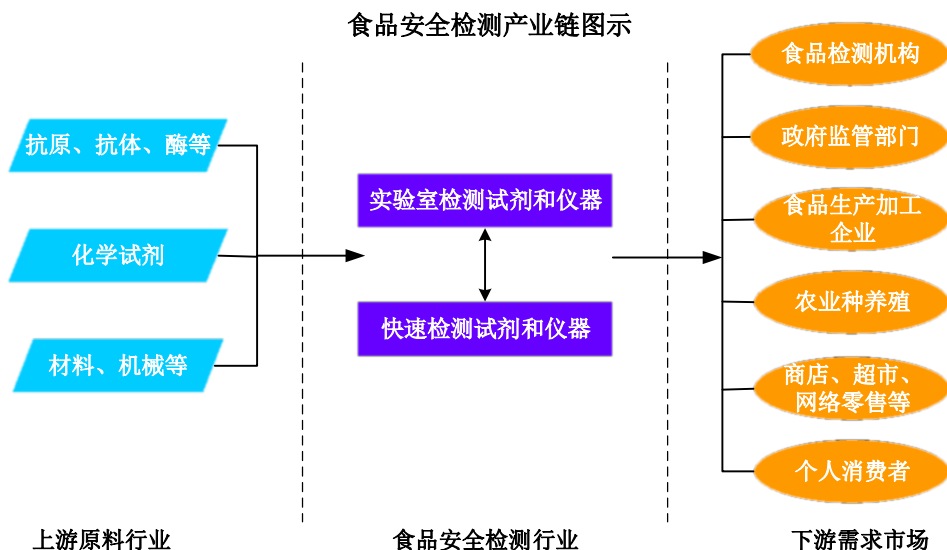 食品安全检测产业链图示
抗原、抗体、酶等
化学试剂
材料、机械等
实验室检测试剂和仪器
快速检测试剂和仪器
食品检测机构
政府监管部门
食品生产加工
企业
农业种养殖
商店、超市、
网络零售等
个人消费者
上游原料行业
食品安全检测行业
下游需求市场